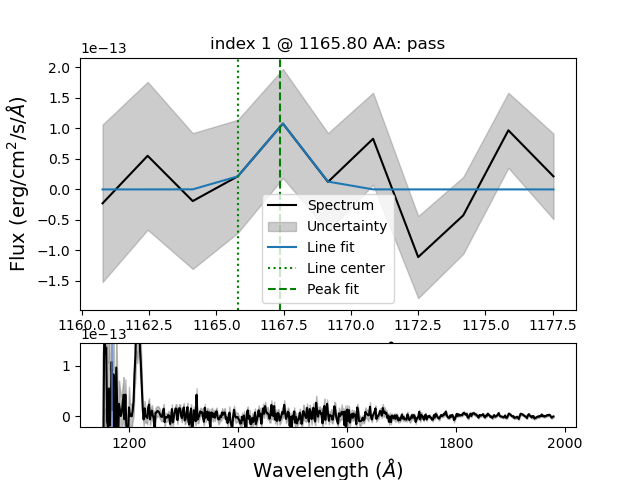 index 1 @ 1165.80 AA: pass
1e−13
2.0
1.5
1.0
0.5
0.0
−0.5
−1.0
−1.5
Flux (erg/cm²/s/Å)
Spectrum
Uncertainty
Line fit
Line center
Peak fit
1160.0 1162.5 1165.0 1167.5 1170.0 1172.5 1175.0 1177.5
1e−13
1
0
1200 1400 1600 1800 2000
Wavelength (Å)